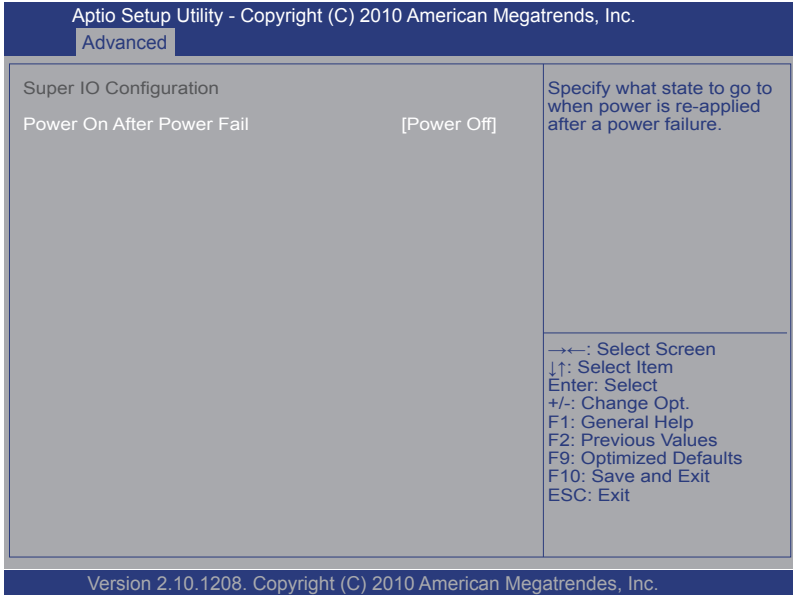 Aptio Setup Utility - Copyright (C) 2010 American Megatrends, Inc.
Advanced
Super IO Configuration
Power On After Power Fail [Power Off]
Specify what state to go to
when power is re-applied
after a power failure.
→←: Select Screen
↓↑: Select Item
Enter: Select
+/-: Change Opt.
F1: General Help
F2: Previous Values
F9: Optimized Defaults
F10: Save and Exit
ESC: Exit
Version 2.10.1208. Copyright (C) 2010 American Megatrendes, Inc.